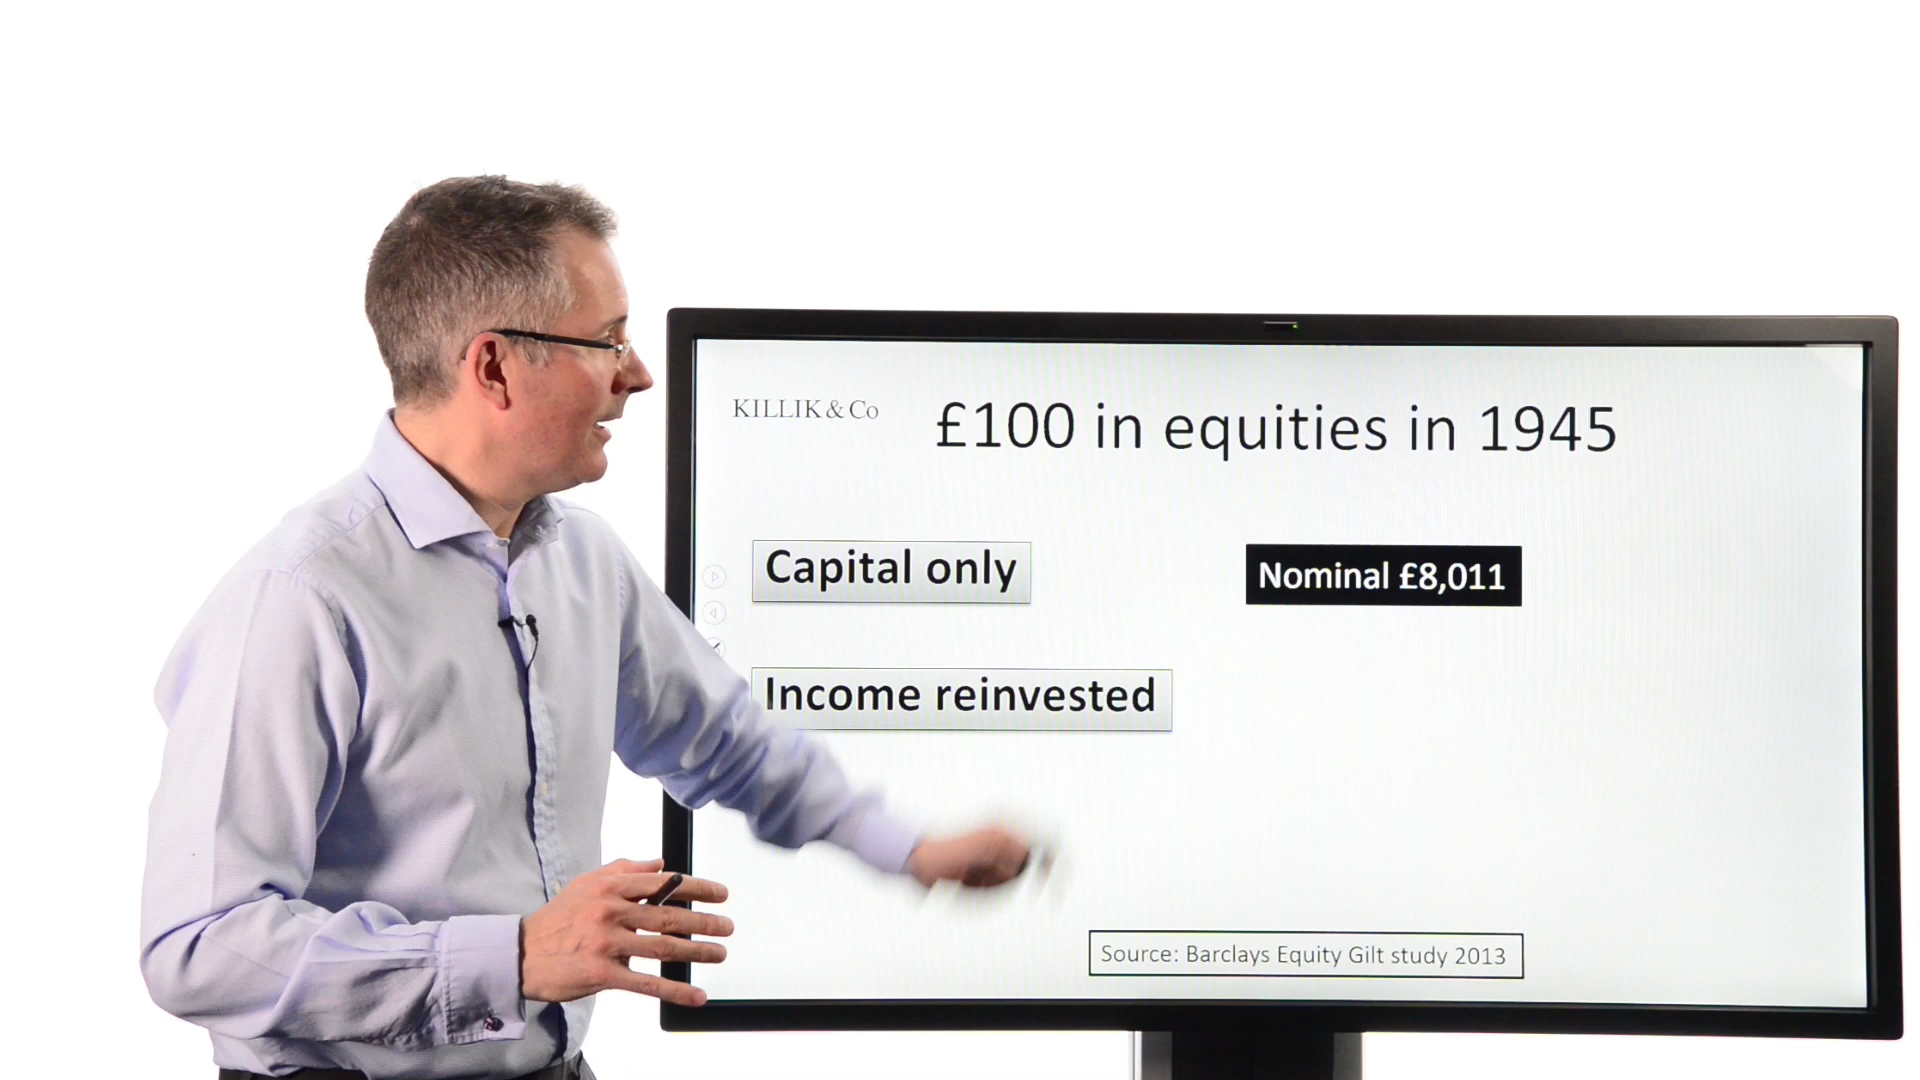 KILLIK & Co
£100 in equities in 1945
Capital only
Nominal £8,011
Income reinvested
Source: Barclays Equity Gilt study 2013